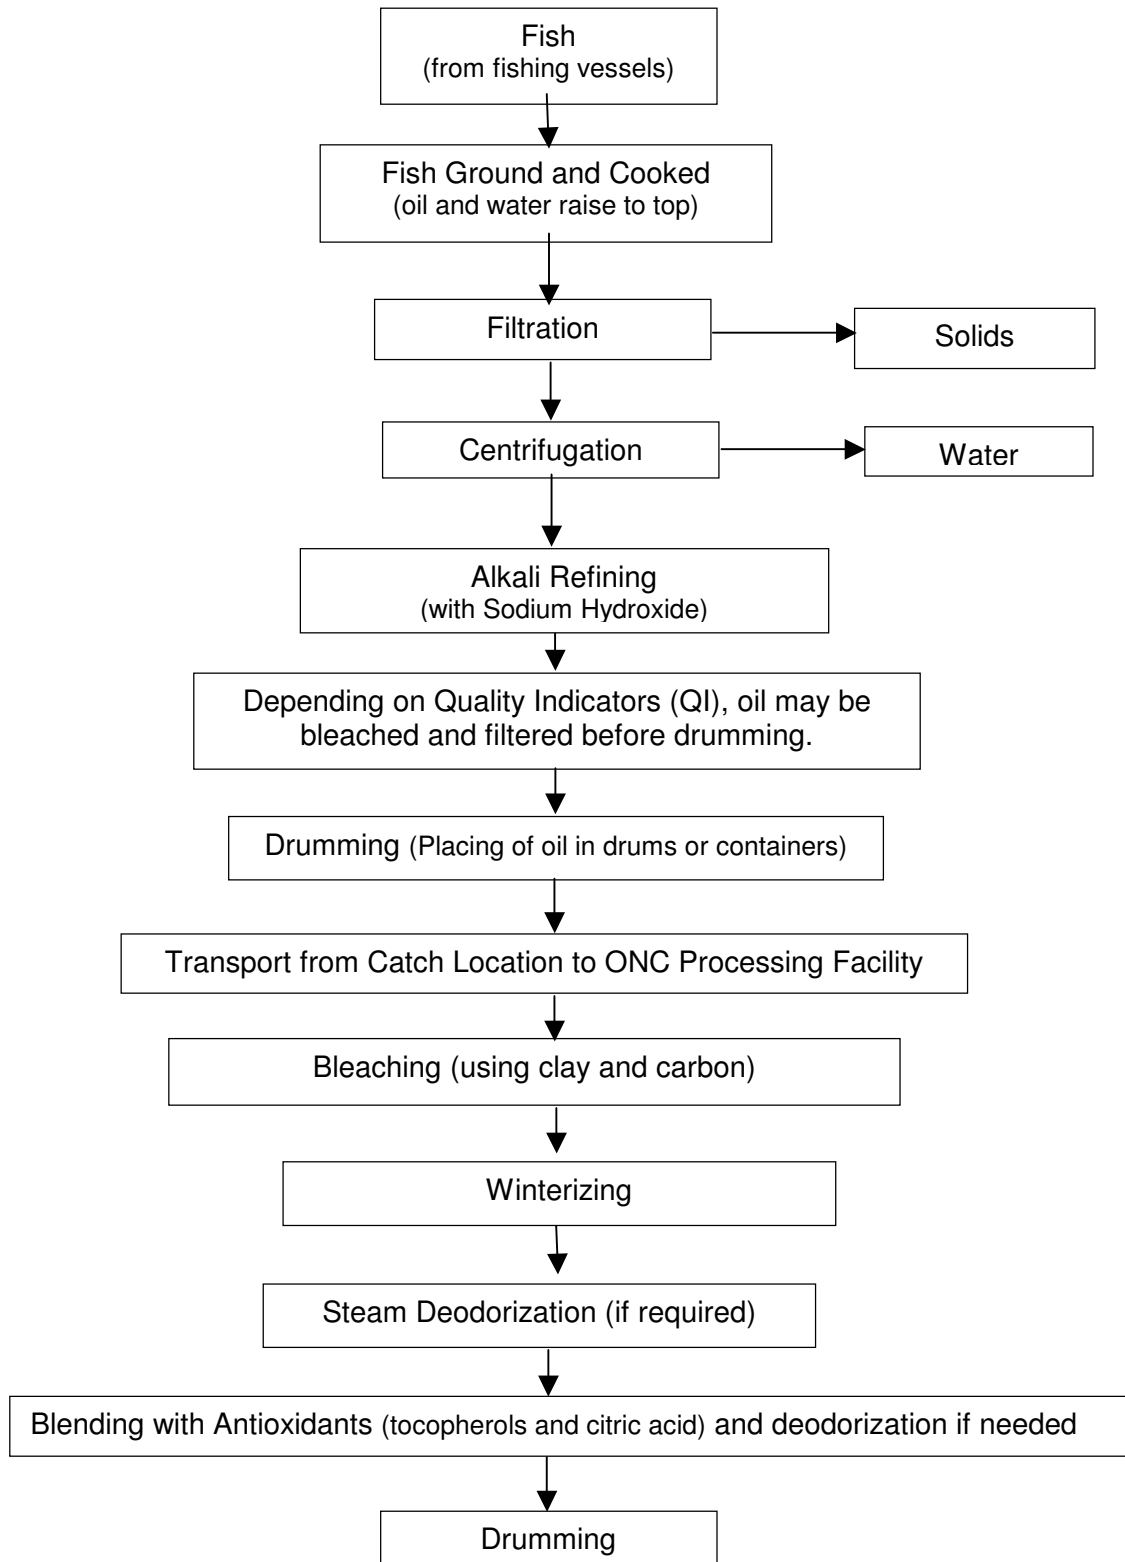 Fish
(from fishing vessels)
Fish Ground and Cooked
(oil and water raise to top)
Filtration
Solids
Centrifugation
Water
Alkali Refining
(with Sodium Hydroxide)
Depending on Quality Indicators (QI), oil may be
bleached and filtered before drumming.
Drumming (Placing of oil in drums or containers)
Transport from Catch Location to ONC Processing Facility
Bleaching (using clay and carbon)
Winterizing
Steam Deodorization (if required)
Blending with Antioxidants (tocopherols and citric acid) and deodorization if needed
Drumming